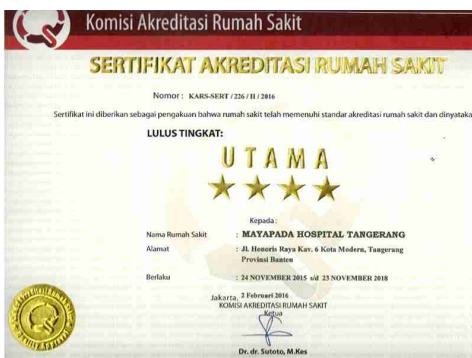 Komisi Akreditasi Rumah Sakit
SERTIFIKAT AKREDITASI RUMAH SAKIT
Nomor : KARS-SERT / 226 / II / 2016
Sertifikat ini diberikan sebagai pengakuan bahwa rumah sakit telah memenuhi standar akreditasi rumah sakit dan dinyataka
LULUS TINGKAT:
UTAMA
Kepada :
Nama Rumah Sakit : MAYAPADA HOSPITAL TANGERANG
Alamat : Jl. Honoris Raya Kav. 6 Kota Modern, Tangerang
Provinsi Banten
Berlaku : 24 NOVEMBER 2015 s/d 23 NOVEMBER 2018
Jakarta, 2 Februari 2016
KOMISI AKREDITASI RUMAH SAKIT
Ketua
Dr. dr. Sutoto, M.Kes